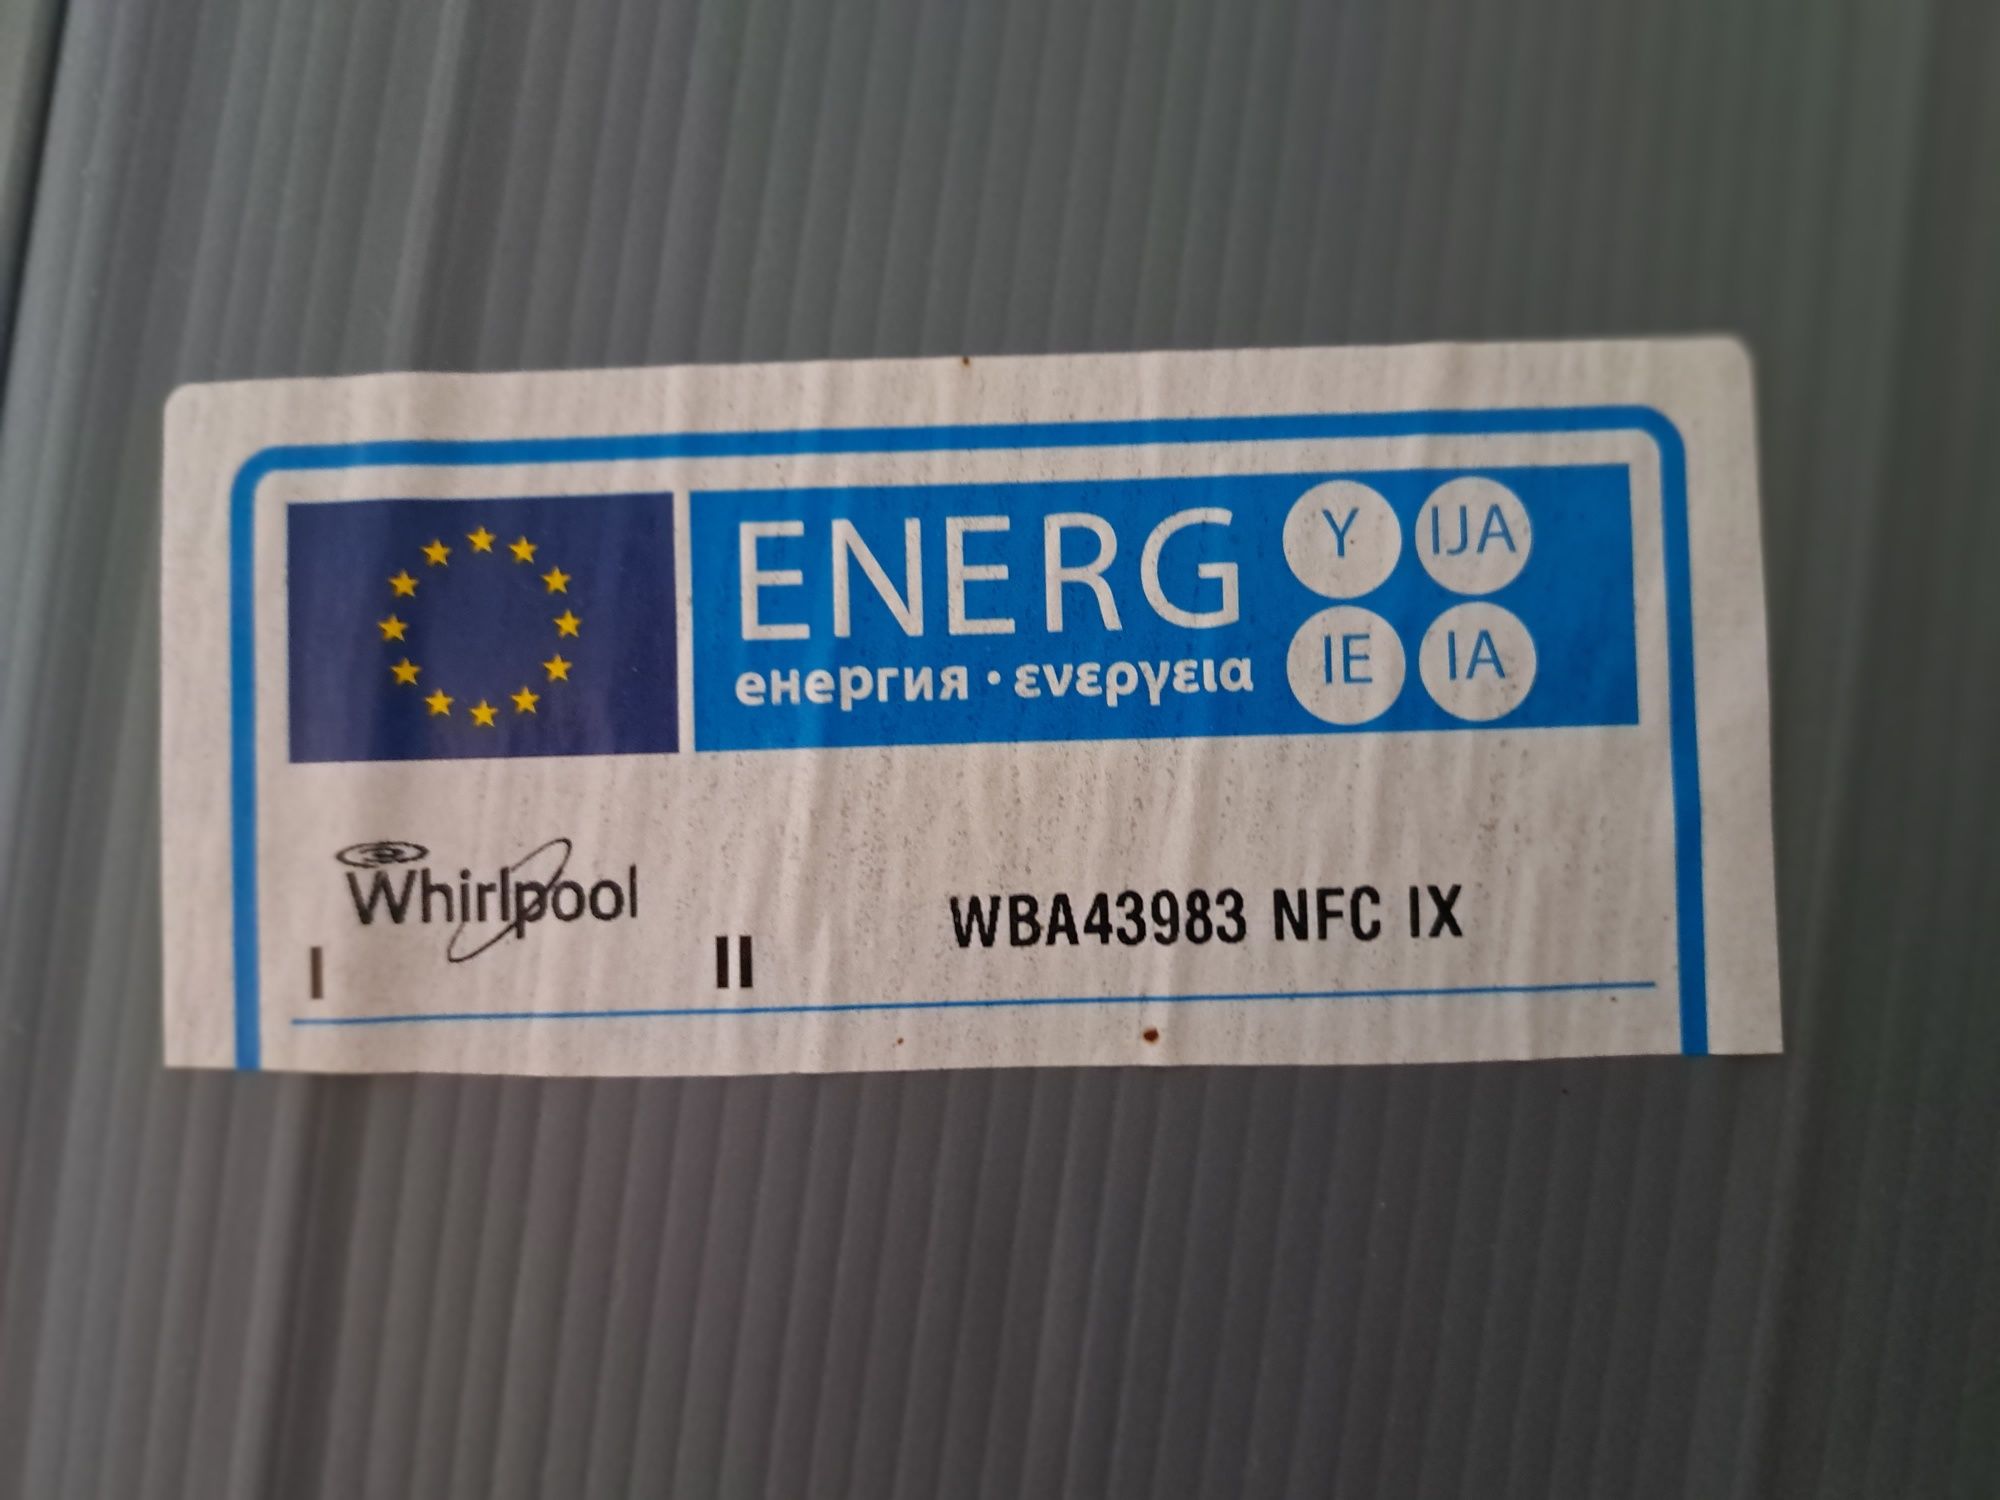 ENERG Y IJA
енергия · ενεργεια IE IA
Whirlpool
I II WBA43983 NFC IX